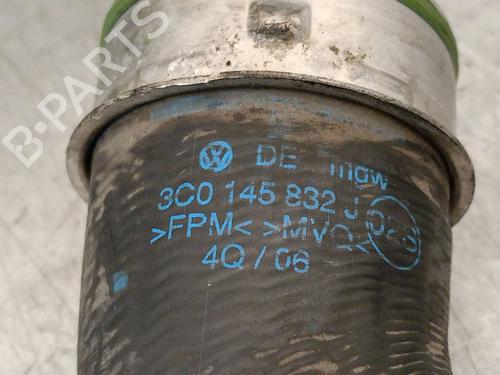 B-PARTS
DE mgw
3C0 145 832 J
>FPM< >MVQ<
4Q / 06